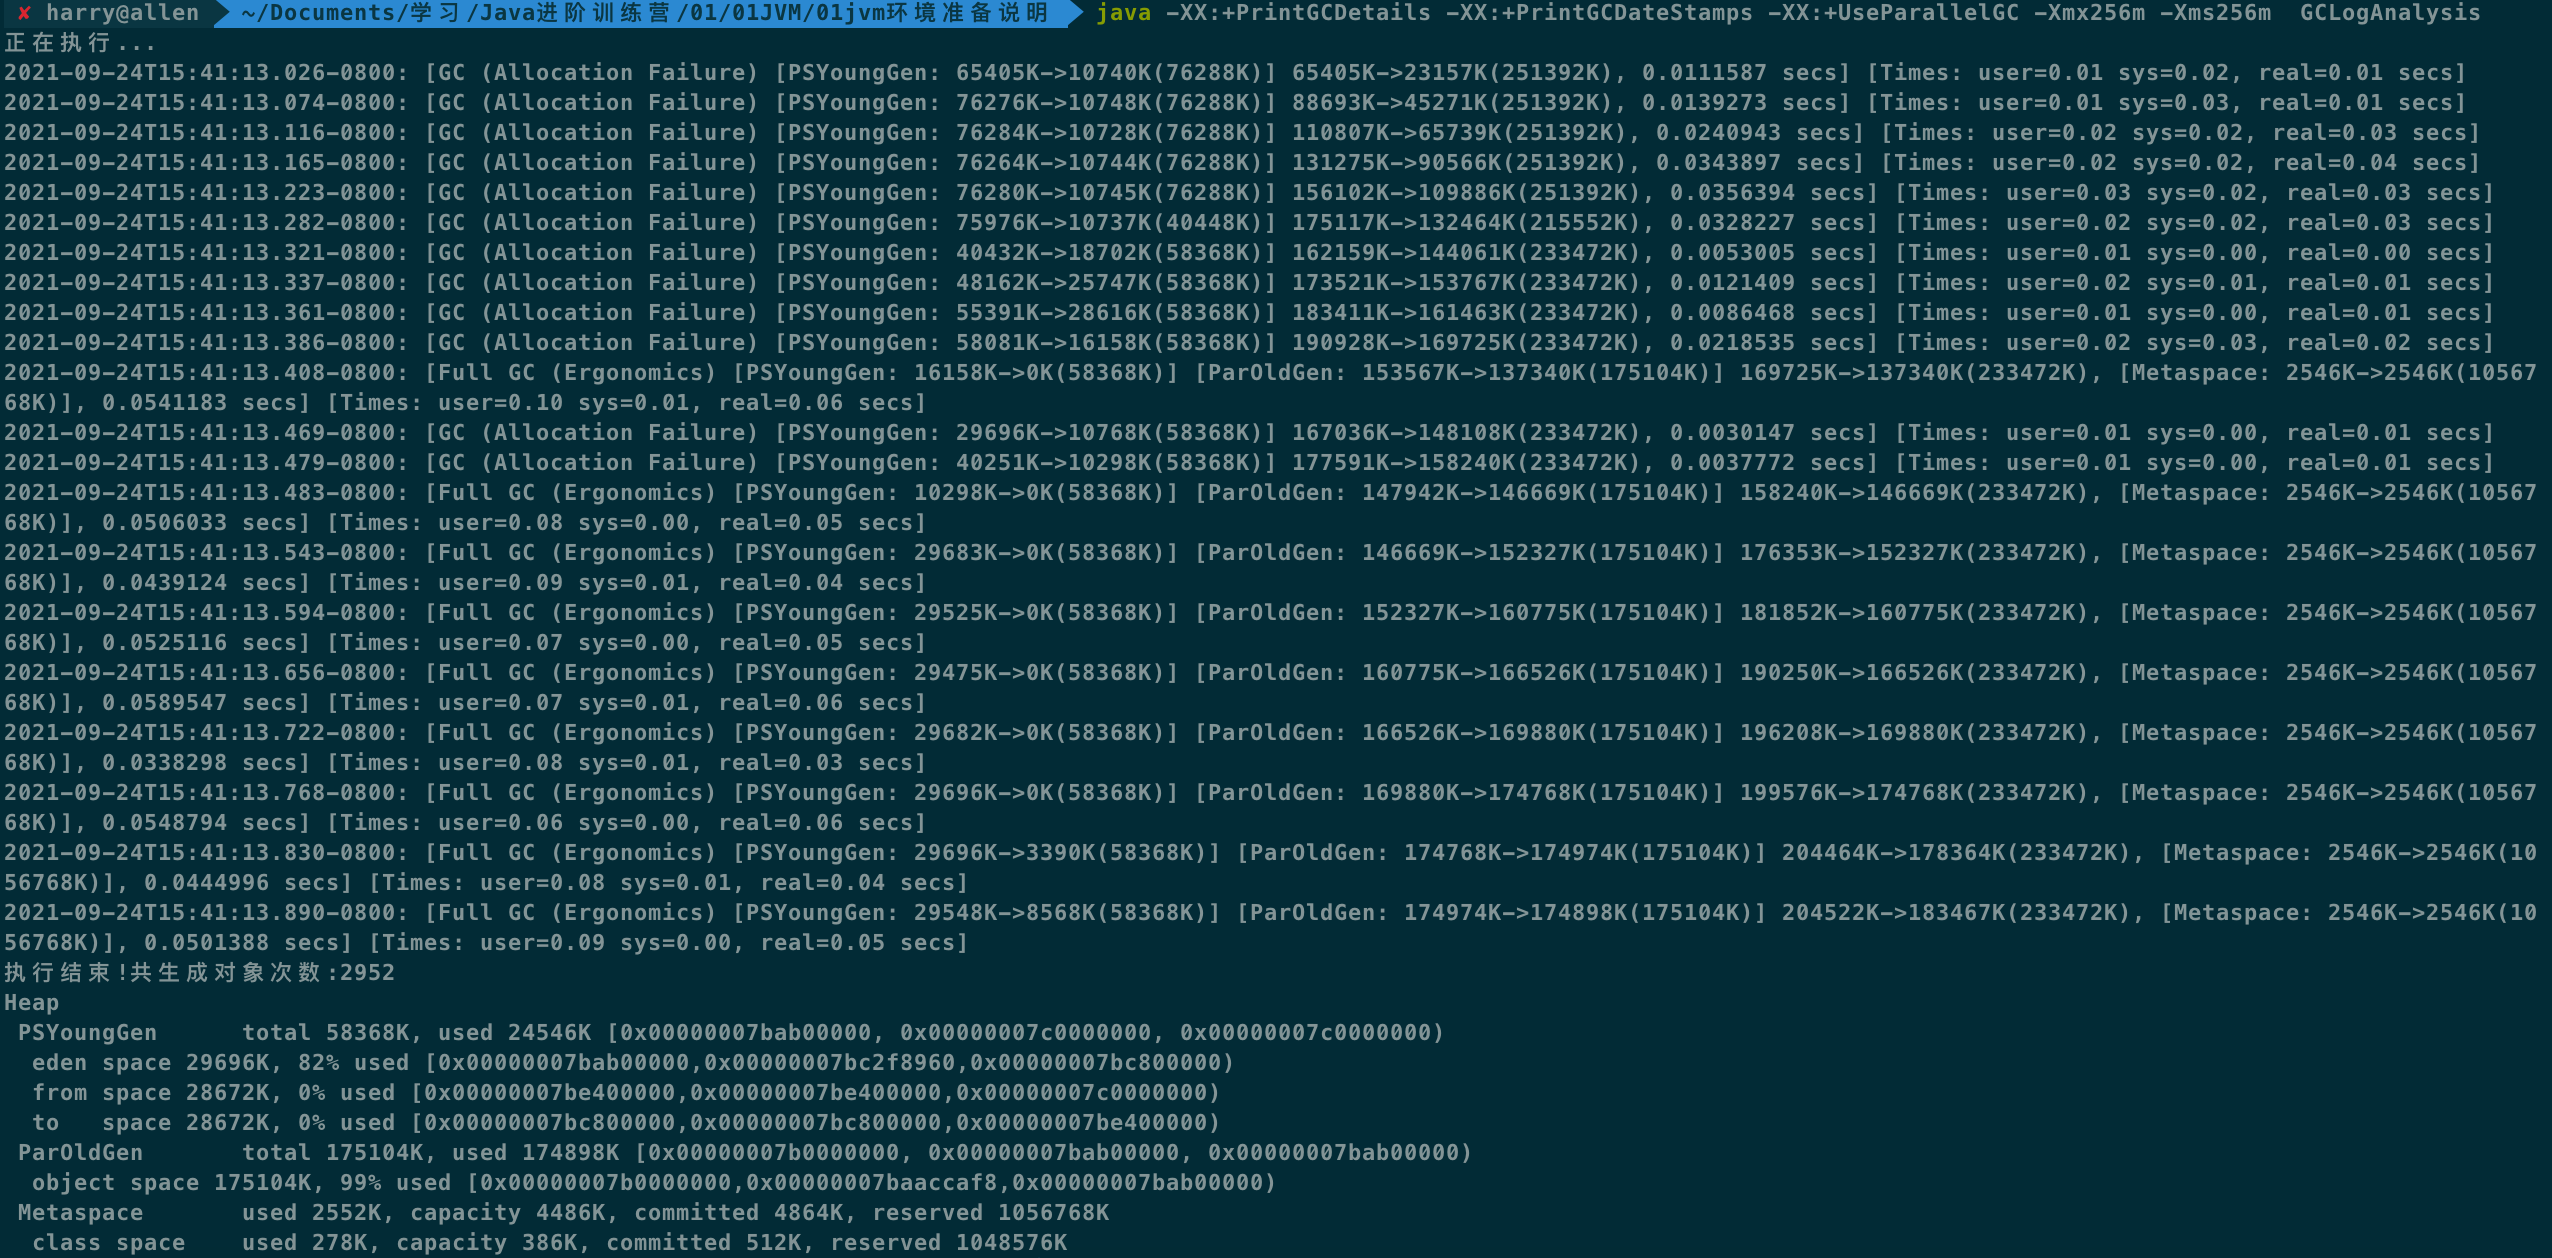 ✘ harry@allen ~/Documents/学习/Java进阶训练营/01/01JVM/01jvm环境准备说明 java -XX:+PrintGCDetails -XX:+PrintGCDateStamps -XX:+UseParallelGC -Xmx256m -Xms256m  GCLogAnalysis
正在执行...
2021-09-24T15:41:13.026-0800: [GC (Allocation Failure) [PSYoungGen: 65405K->10740K(76288K)] 65405K->23157K(251392K), 0.0111587 secs] [Times: user=0.01 sys=0.02, real=0.01 secs]
2021-09-24T15:41:13.074-0800: [GC (Allocation Failure) [PSYoungGen: 76276K->10748K(76288K)] 88693K->45271K(251392K), 0.0139273 secs] [Times: user=0.01 sys=0.03, real=0.01 secs]
2021-09-24T15:41:13.116-0800: [GC (Allocation Failure) [PSYoungGen: 76284K->10728K(76288K)] 110807K->65739K(251392K), 0.0240943 secs] [Times: user=0.02 sys=0.02, real=0.03 secs]
2021-09-24T15:41:13.165-0800: [GC (Allocation Failure) [PSYoungGen: 76264K->10744K(76288K)] 131275K->90566K(251392K), 0.0343897 secs] [Times: user=0.02 sys=0.02, real=0.04 secs]
2021-09-24T15:41:13.223-0800: [GC (Allocation Failure) [PSYoungGen: 76280K->10745K(76288K)] 156102K->109886K(251392K), 0.0356394 secs] [Times: user=0.03 sys=0.02, real=0.03 secs]
2021-09-24T15:41:13.282-0800: [GC (Allocation Failure) [PSYoungGen: 75976K->10737K(40448K)] 175117K->132464K(215552K), 0.0328227 secs] [Times: user=0.02 sys=0.02, real=0.03 secs]
2021-09-24T15:41:13.321-0800: [GC (Allocation Failure) [PSYoungGen: 40432K->18702K(58368K)] 162159K->144061K(233472K), 0.0053005 secs] [Times: user=0.01 sys=0.00, real=0.00 secs]
2021-09-24T15:41:13.337-0800: [GC (Allocation Failure) [PSYoungGen: 48162K->25747K(58368K)] 173521K->153767K(233472K), 0.0121409 secs] [Times: user=0.02 sys=0.01, real=0.01 secs]
2021-09-24T15:41:13.361-0800: [GC (Allocation Failure) [PSYoungGen: 55391K->28616K(58368K)] 183411K->161463K(233472K), 0.0086468 secs] [Times: user=0.01 sys=0.00, real=0.01 secs]
2021-09-24T15:41:13.386-0800: [GC (Allocation Failure) [PSYoungGen: 58081K->16158K(58368K)] 190928K->169725K(233472K), 0.0218535 secs] [Times: user=0.02 sys=0.03, real=0.02 secs]
2021-09-24T15:41:13.408-0800: [Full GC (Ergonomics) [PSYoungGen: 16158K->0K(58368K)] [ParOldGen: 153567K->137340K(175104K)] 169725K->137340K(233472K), [Metaspace: 2546K->2546K(10567
68K)], 0.0541183 secs] [Times: user=0.10 sys=0.01, real=0.06 secs]
2021-09-24T15:41:13.469-0800: [GC (Allocation Failure) [PSYoungGen: 29696K->10768K(58368K)] 167036K->148108K(233472K), 0.0030147 secs] [Times: user=0.01 sys=0.00, real=0.01 secs]
2021-09-24T15:41:13.479-0800: [GC (Allocation Failure) [PSYoungGen: 40251K->10298K(58368K)] 177591K->158240K(233472K), 0.0037772 secs] [Times: user=0.01 sys=0.00, real=0.01 secs]
2021-09-24T15:41:13.483-0800: [Full GC (Ergonomics) [PSYoungGen: 10298K->0K(58368K)] [ParOldGen: 147942K->146669K(175104K)] 158240K->146669K(233472K), [Metaspace: 2546K->2546K(10567
68K)], 0.0506033 secs] [Times: user=0.08 sys=0.00, real=0.05 secs]
2021-09-24T15:41:13.543-0800: [Full GC (Ergonomics) [PSYoungGen: 29683K->0K(58368K)] [ParOldGen: 146669K->152327K(175104K)] 176353K->152327K(233472K), [Metaspace: 2546K->2546K(10567
68K)], 0.0439124 secs] [Times: user=0.09 sys=0.01, real=0.04 secs]
2021-09-24T15:41:13.594-0800: [Full GC (Ergonomics) [PSYoungGen: 29525K->0K(58368K)] [ParOldGen: 152327K->160775K(175104K)] 181852K->160775K(233472K), [Metaspace: 2546K->2546K(10567
68K)], 0.0525116 secs] [Times: user=0.07 sys=0.00, real=0.05 secs]
2021-09-24T15:41:13.656-0800: [Full GC (Ergonomics) [PSYoungGen: 29475K->0K(58368K)] [ParOldGen: 160775K->166526K(175104K)] 190250K->166526K(233472K), [Metaspace: 2546K->2546K(10567
68K)], 0.0589547 secs] [Times: user=0.07 sys=0.01, real=0.06 secs]
2021-09-24T15:41:13.722-0800: [Full GC (Ergonomics) [PSYoungGen: 29682K->0K(58368K)] [ParOldGen: 166526K->169880K(175104K)] 196208K->169880K(233472K), [Metaspace: 2546K->2546K(10567
68K)], 0.0338298 secs] [Times: user=0.08 sys=0.01, real=0.03 secs]
2021-09-24T15:41:13.768-0800: [Full GC (Ergonomics) [PSYoungGen: 29696K->0K(58368K)] [ParOldGen: 169880K->174768K(175104K)] 199576K->174768K(233472K), [Metaspace: 2546K->2546K(10567
68K)], 0.0548794 secs] [Times: user=0.06 sys=0.00, real=0.06 secs]
2021-09-24T15:41:13.830-0800: [Full GC (Ergonomics) [PSYoungGen: 29696K->3390K(58368K)] [ParOldGen: 174768K->174974K(175104K)] 204464K->178364K(233472K), [Metaspace: 2546K->2546K(10
56768K)], 0.0444996 secs] [Times: user=0.08 sys=0.01, real=0.04 secs]
2021-09-24T15:41:13.890-0800: [Full GC (Ergonomics) [PSYoungGen: 29548K->8568K(58368K)] [ParOldGen: 174974K->174898K(175104K)] 204522K->183467K(233472K), [Metaspace: 2546K->2546K(10
56768K)], 0.0501388 secs] [Times: user=0.09 sys=0.00, real=0.05 secs]
执行结束!共生成对象次数:2952
Heap
 PSYoungGen      total 58368K, used 24546K [0x00000007bab00000, 0x00000007c0000000, 0x00000007c0000000)
  eden space 29696K, 82% used [0x00000007bab00000,0x00000007bc2f8960,0x00000007bc800000)
  from space 28672K, 0% used [0x00000007be400000,0x00000007be400000,0x00000007c0000000)
  to   space 28672K, 0% used [0x00000007bc800000,0x00000007bc800000,0x00000007be400000)
 ParOldGen       total 175104K, used 174898K [0x00000007b0000000, 0x00000007bab00000, 0x00000007bab00000)
  object space 175104K, 99% used [0x00000007b0000000,0x00000007baaccaf8,0x00000007bab00000)
 Metaspace       used 2552K, capacity 4486K, committed 4864K, reserved 1056768K
  class space    used 278K, capacity 386K, committed 512K, reserved 1048576K